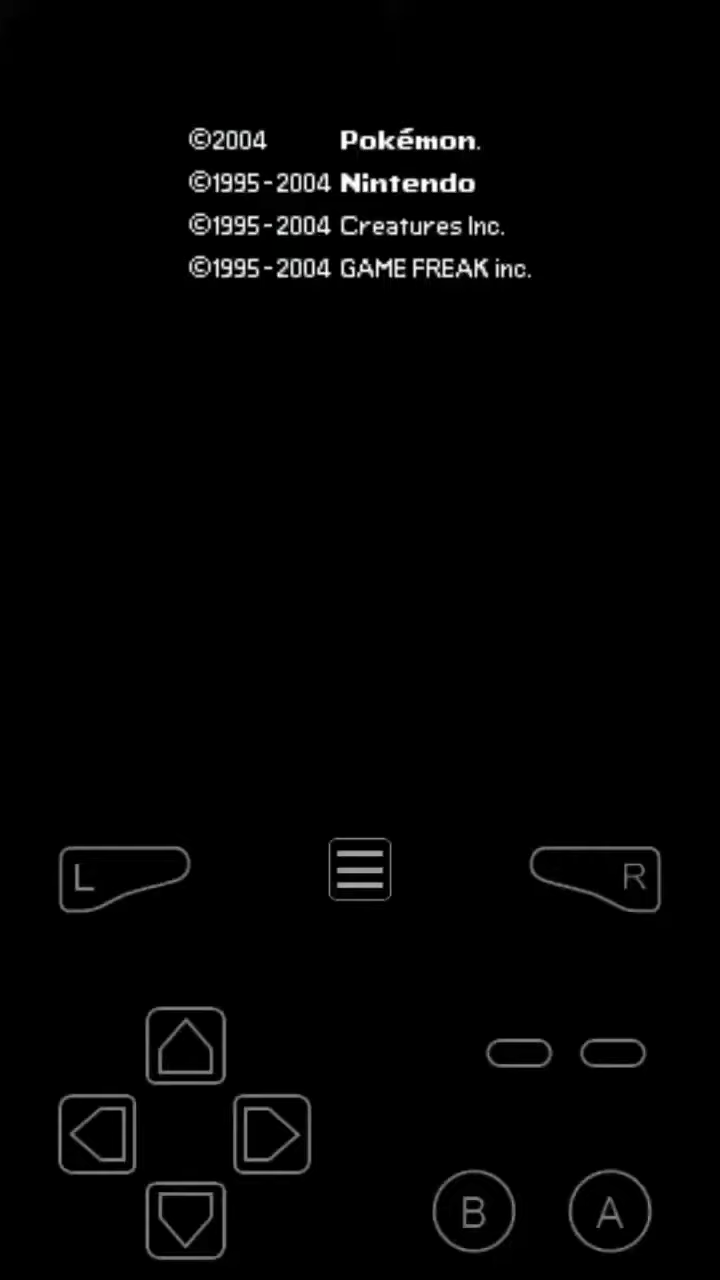 ©2004 Pokémon.
©1995-2004 Nintendo
©1995-2004 Creatures Inc.
©1995-2004 GAME FREAK inc.
L R
B A